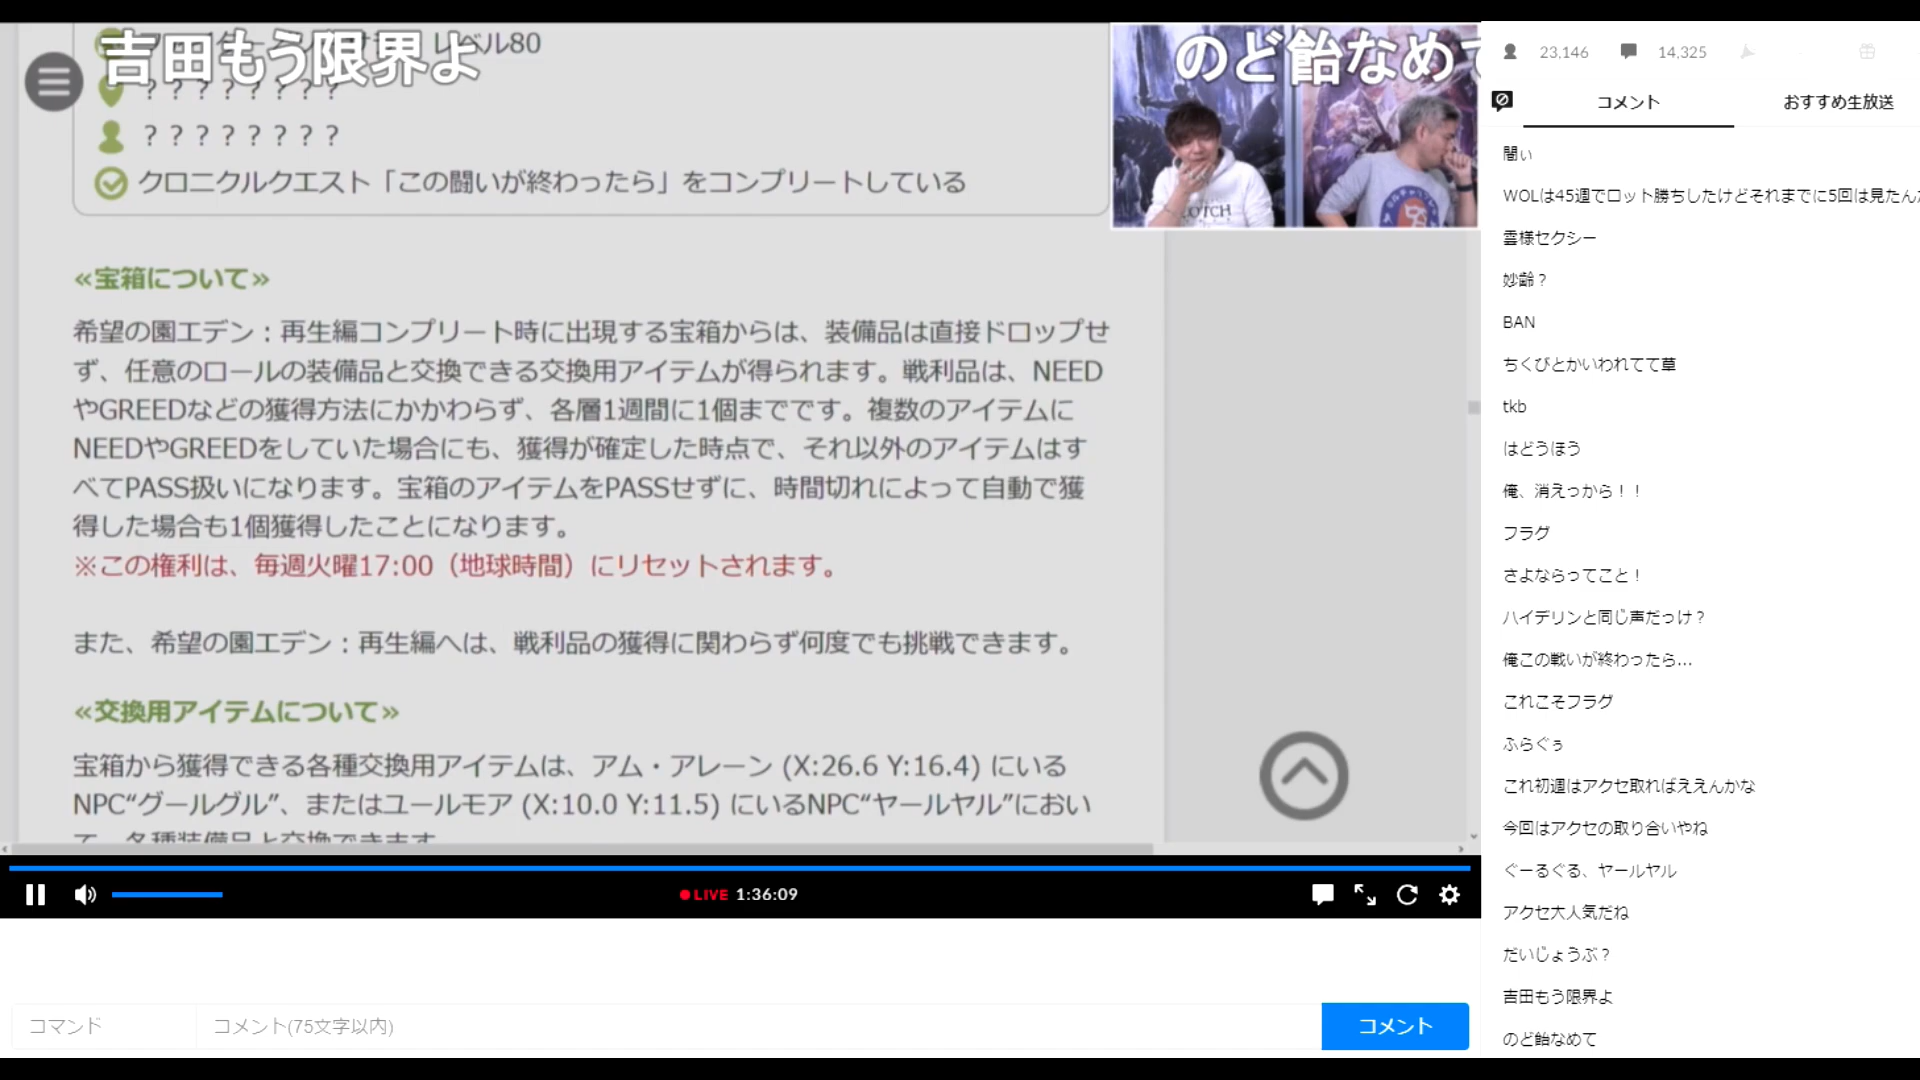 吉田もう限界よ
レベル80
？？？？？？？？
？？？？？？？？
クロニクルクエスト「この闘いが終わったら」をコンプリートしている
のど飴なめて
≪宝箱について≫
希望の園エデン：再生編コンプリート時に出現する宝箱からは、装備品は直接ドロップせ
ず、任意のロールの装備品と交換できる交換用アイテムが得られます。戦利品は、NEED
やGREEDなどの獲得方法にかかわらず、各層1週間に1個までです。複数のアイテムに
NEEDやGREEDをしていた場合にも、獲得が確定した時点で、それ以外のアイテムはす
べてPASS扱いになります。宝箱のアイテムをPASSせずに、時間切れによって自動で獲
得した場合も1個獲得したことになります。
※この権利は、毎週火曜17:00（地球時間）にリセットされます。
また、希望の園エデン：再生編へは、戦利品の獲得に関わらず何度でも挑戦できます。
≪交換用アイテムについて≫
宝箱から獲得できる各種交換用アイテムは、アム・アレーン (X:26.6 Y:16.4) にいる
NPC“グールグル”、またはユールモア (X:10.0 Y:11.5) にいるNPC“ヤールヤル”におい
て、各種装備品と交換できます。
LIVE 1:36:09
コマンド
コメント(75文字以内)
コメント
23,146
14,325
コメント
おすすめ生放送
闇ぃ
WOLは45週でロット勝ちしたけどそれまでに5回は見たん
雲様セクシー
妙齢？
BAN
ちくびとかいわれてて草
tkb
はどうほう
俺、消えっから！！
フラグ
さよならってこと！
ハイデリンと同じ声だっけ？
俺この戦いが終わったら…
これこそフラグ
ふらぐぅ
これ初週はアクセ取ればええんかな
今回はアクセの取り合いやね
ぐーるぐる、ヤールヤル
アクセ大人気だね
だいじょうぶ？
吉田もう限界よ
のど飴なめて